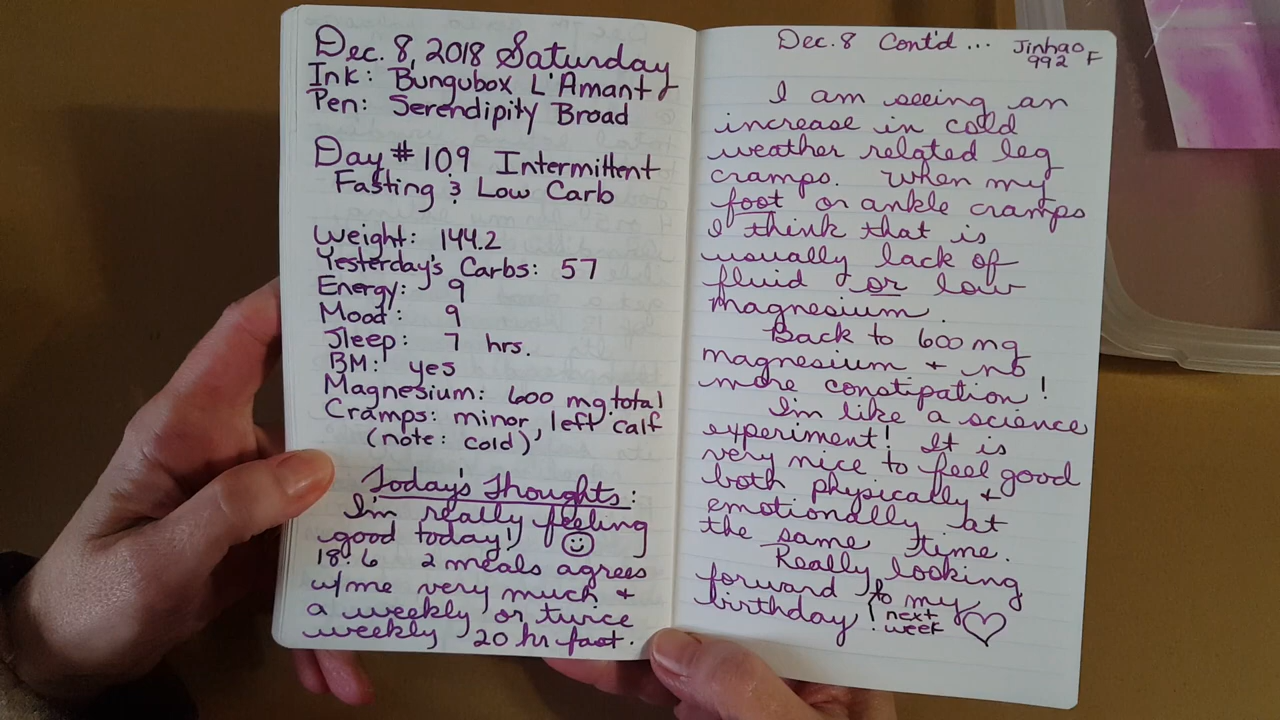 Dec. 8, 2018 Saturday
Ink: Bungubox L'Amant
Pen: Serendipity Broad
Day # 109 Intermittent
Fasting & Low Carb
Weight: 144.2
Yesterday's Carbs: 57
Energy: 9
Mood: 9
Sleep: 7 hrs.
BM: yes
Magnesium: 600 mg total
Cramps: minor, left calf
(note: cold)
Today's Thoughts:
I'm really feeling
good today! ☺
18:6 2 meals agrees
w/me very much +
a weekly or twice
weekly 20 hr fast.
Dec. 8 Cont'd ... Jinhao F
992
I am seeing an
increase in cold
weather related leg
cramps. When my
foot or ankle cramps
I think that is
usually lack of
fluid or low
magnesium.
Back to 600 mg
magnesium + no
more constipation!
I'm like a science
experiment! It is
very nice to feel good
both physically +
emotionally at
the same time.
Really looking
forward to my
birthday! next
week ♡